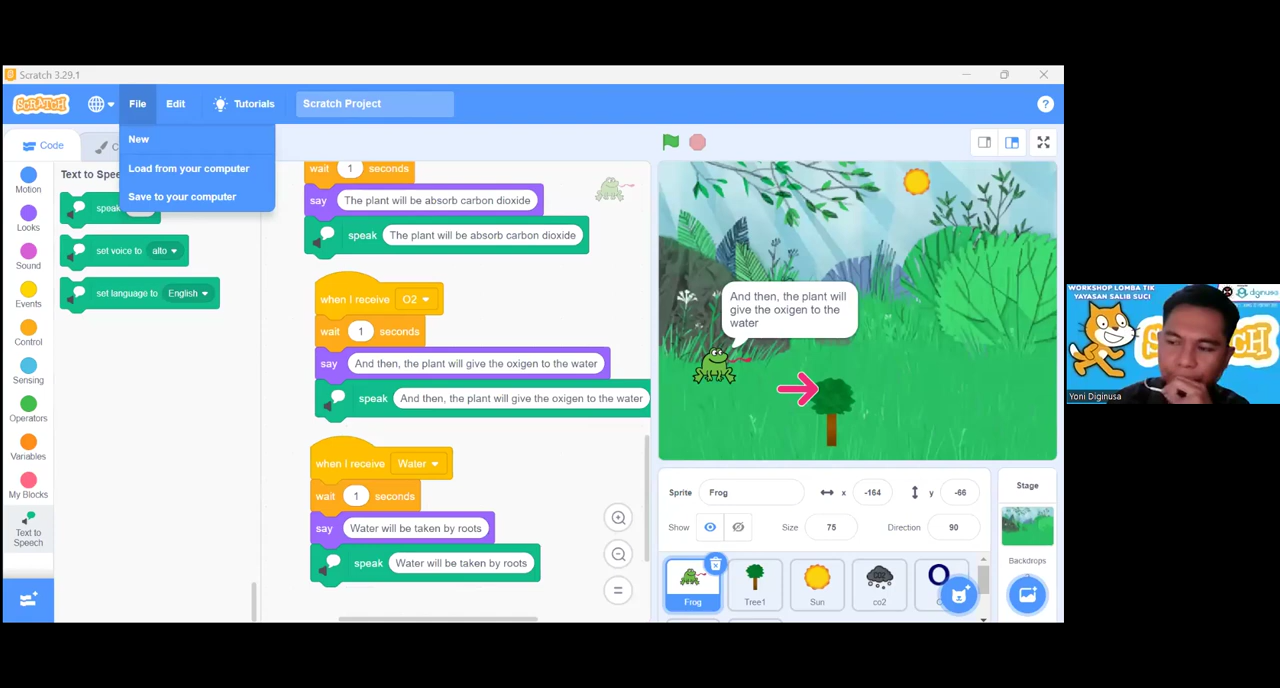 Scratch 3.29.1
SCRATCH
File
Edit
Tutorials
Scratch Project
?
New
Load from your computer
Save to your computer
Code
C
Motion
Looks
Sound
Events
Control
Sensing
Operators
Variables
My Blocks
Text to
Speech
Text to Spee
speak
set voice to alto
set language to English
wait 1 seconds
say The plant will be absorb carbon dioxide
speak The plant will be absorb carbon dioxide
when I receive O2
wait 1 seconds
say And then, the plant will give the oxigen to the water
speak And then, the plant will give the oxigen to the water
when I receive Water
wait 1 seconds
say Water will be taken by roots
speak Water will be taken by roots
And then, the plant will
give the oxigen to the
water
Sprite Frog x -164 y -66
Show Size 75 Direction 90
Frog
Tree1
Sun
CO2
co2
Stage
Backdrops
WORKSHOP LOMBA TIK
YAYASAN SALIB SUCI
diginusa
Yoni Diginusa